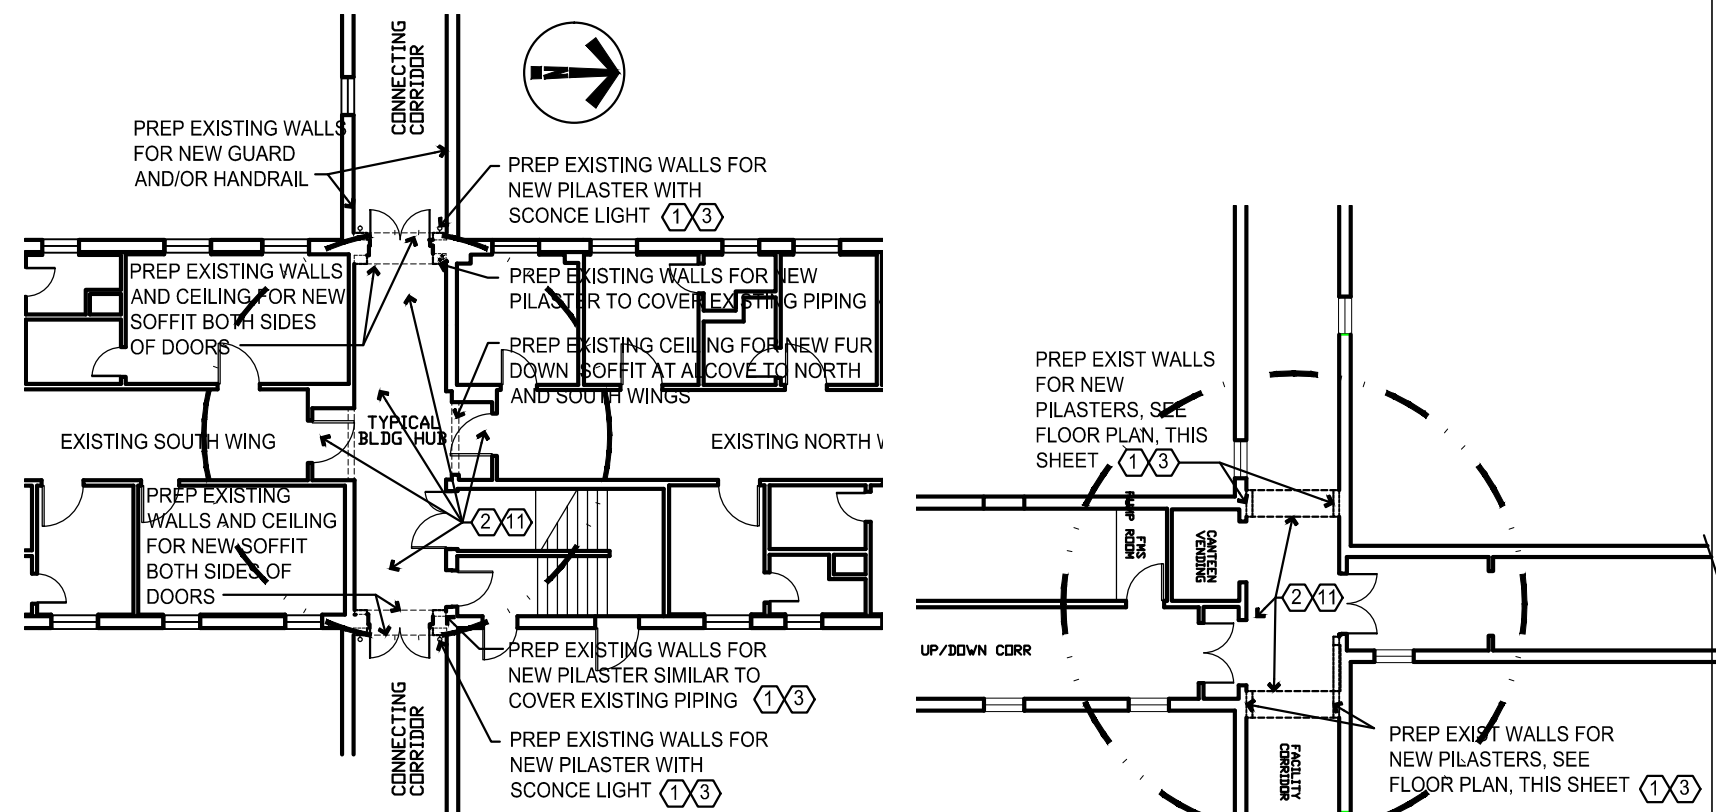 CONNECTING
CORRIDOR
N
PREP EXISTING WALLS
FOR NEW GUARD
AND/OR HANDRAIL
PREP EXISTING WALLS FOR
NEW PILASTER WITH
SCONCE LIGHT 1 3
PREP EXISTING WALLS
AND CEILING FOR NEW
SOFFIT BOTH SIDES
OF DOORS
PREP EXISTING WALLS FOR NEW
PILASTER TO COVER EXISTING PIPING
PREP EXISTING CEILING FOR NEW FUR
DOWN SOFFIT AT ALCOVE TO NORTH
AND SOUTH WINGS
TYPICAL
BLDG HUB
EXISTING SOUTH WING
EXISTING NORTH
PREP EXISTING
WALLS AND CEILING
FOR NEW SOFFIT
BOTH SIDES OF
DOORS
2 11
PREP EXISTING WALLS FOR
NEW PILASTER SIMILAR TO
COVER EXISTING PIPING 1 3
CONNECTING
CORRIDOR
PREP EXISTING WALLS FOR
NEW PILASTER WITH
SCONCE LIGHT 1 3
PREP EXIST WALLS
FOR NEW
PILASTERS, SEE
FLOOR PLAN, THIS
SHEET 1 3
FMS
PUMP ROOM
CANTEEN
VENDING
2 11
UP/DOWN CORR
FACILITY
CORRIDOR
PREP EXIST WALLS FOR
NEW PILASTERS, SEE
FLOOR PLAN, THIS SHEET 1 3